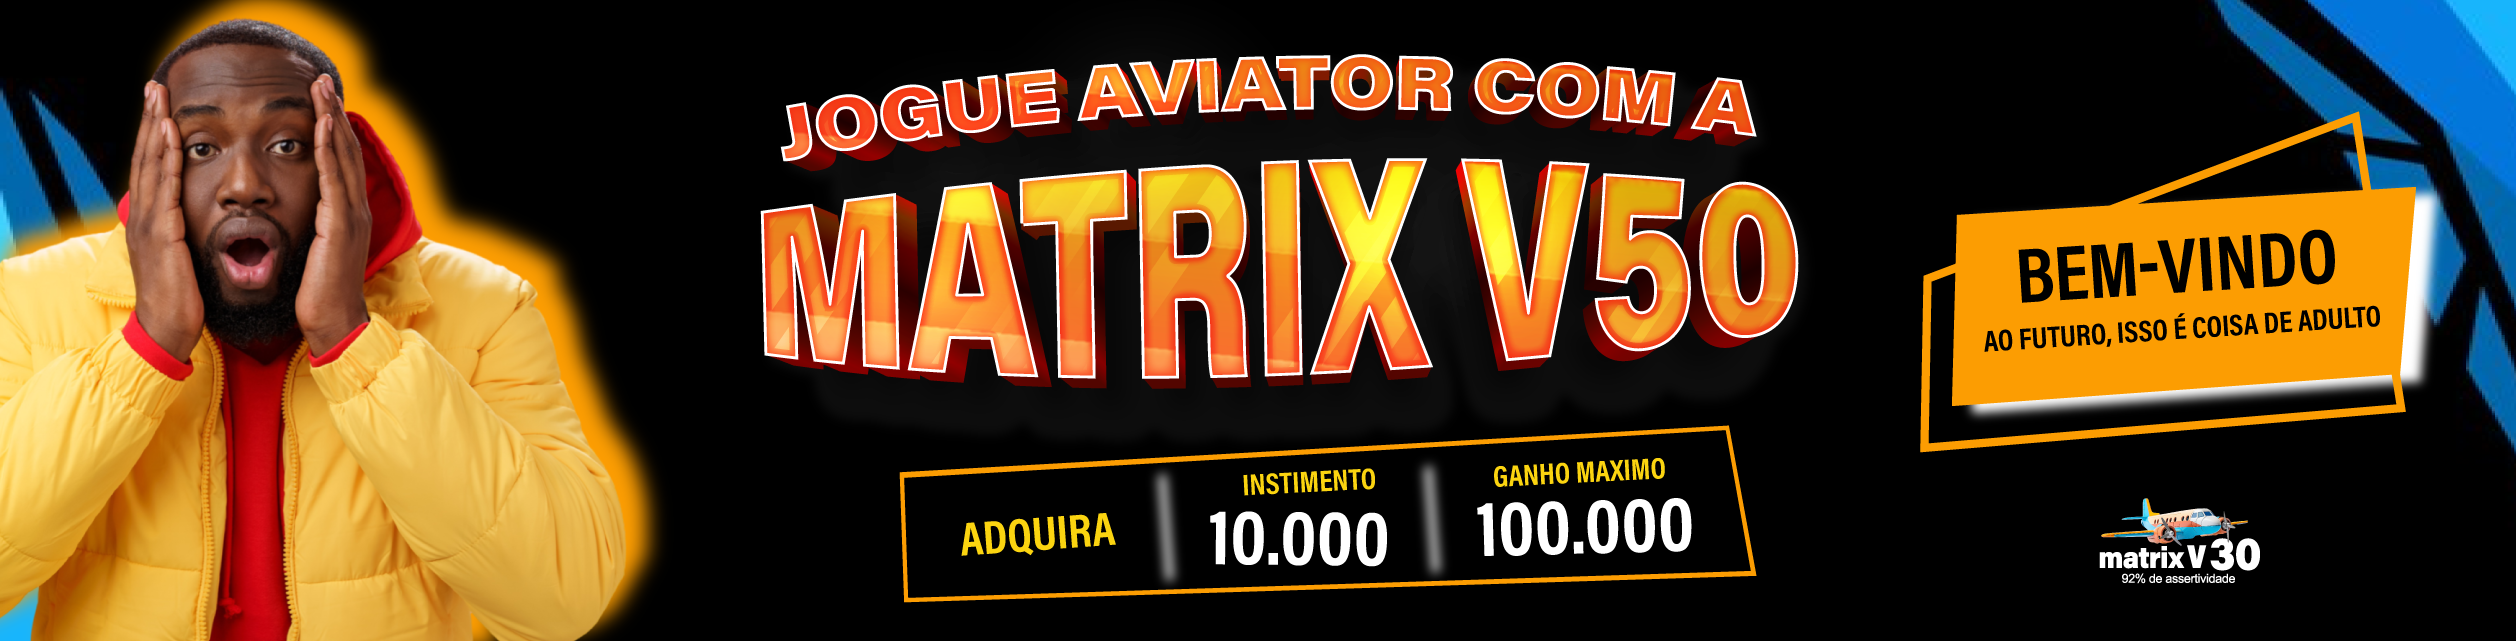 JOGUE AVIATOR COM A
MATRIX V50
ADQUIRA
INSTIMENTO
10.000
GANHO MAXIMO
100.000
BEM-VINDO
AO FUTURO, ISSO É COISA DE ADULTO
matrix V 30
92% de assertividade